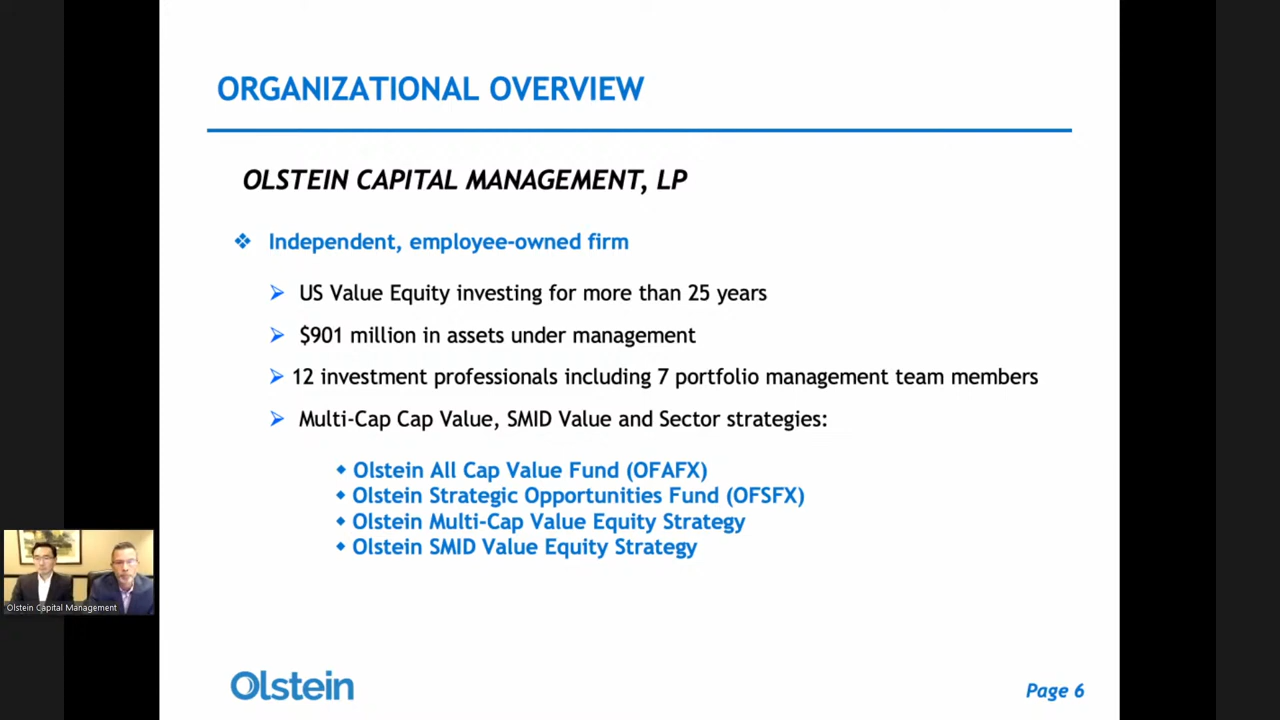 ORGANIZATIONAL OVERVIEW
OLSTEIN CAPITAL MANAGEMENT, LP
Independent, employee-owned firm
US Value Equity investing for more than 25 years
$901 million in assets under management
12 investment professionals including 7 portfolio management team members
Multi-Cap Cap Value, SMID Value and Sector strategies:
Olstein All Cap Value Fund (OFAFX)
Olstein Strategic Opportunities Fund (OFSFX)
Olstein Multi-Cap Value Equity Strategy
Olstein SMID Value Equity Strategy
Olstein Capital Management
Olstein
Page 6